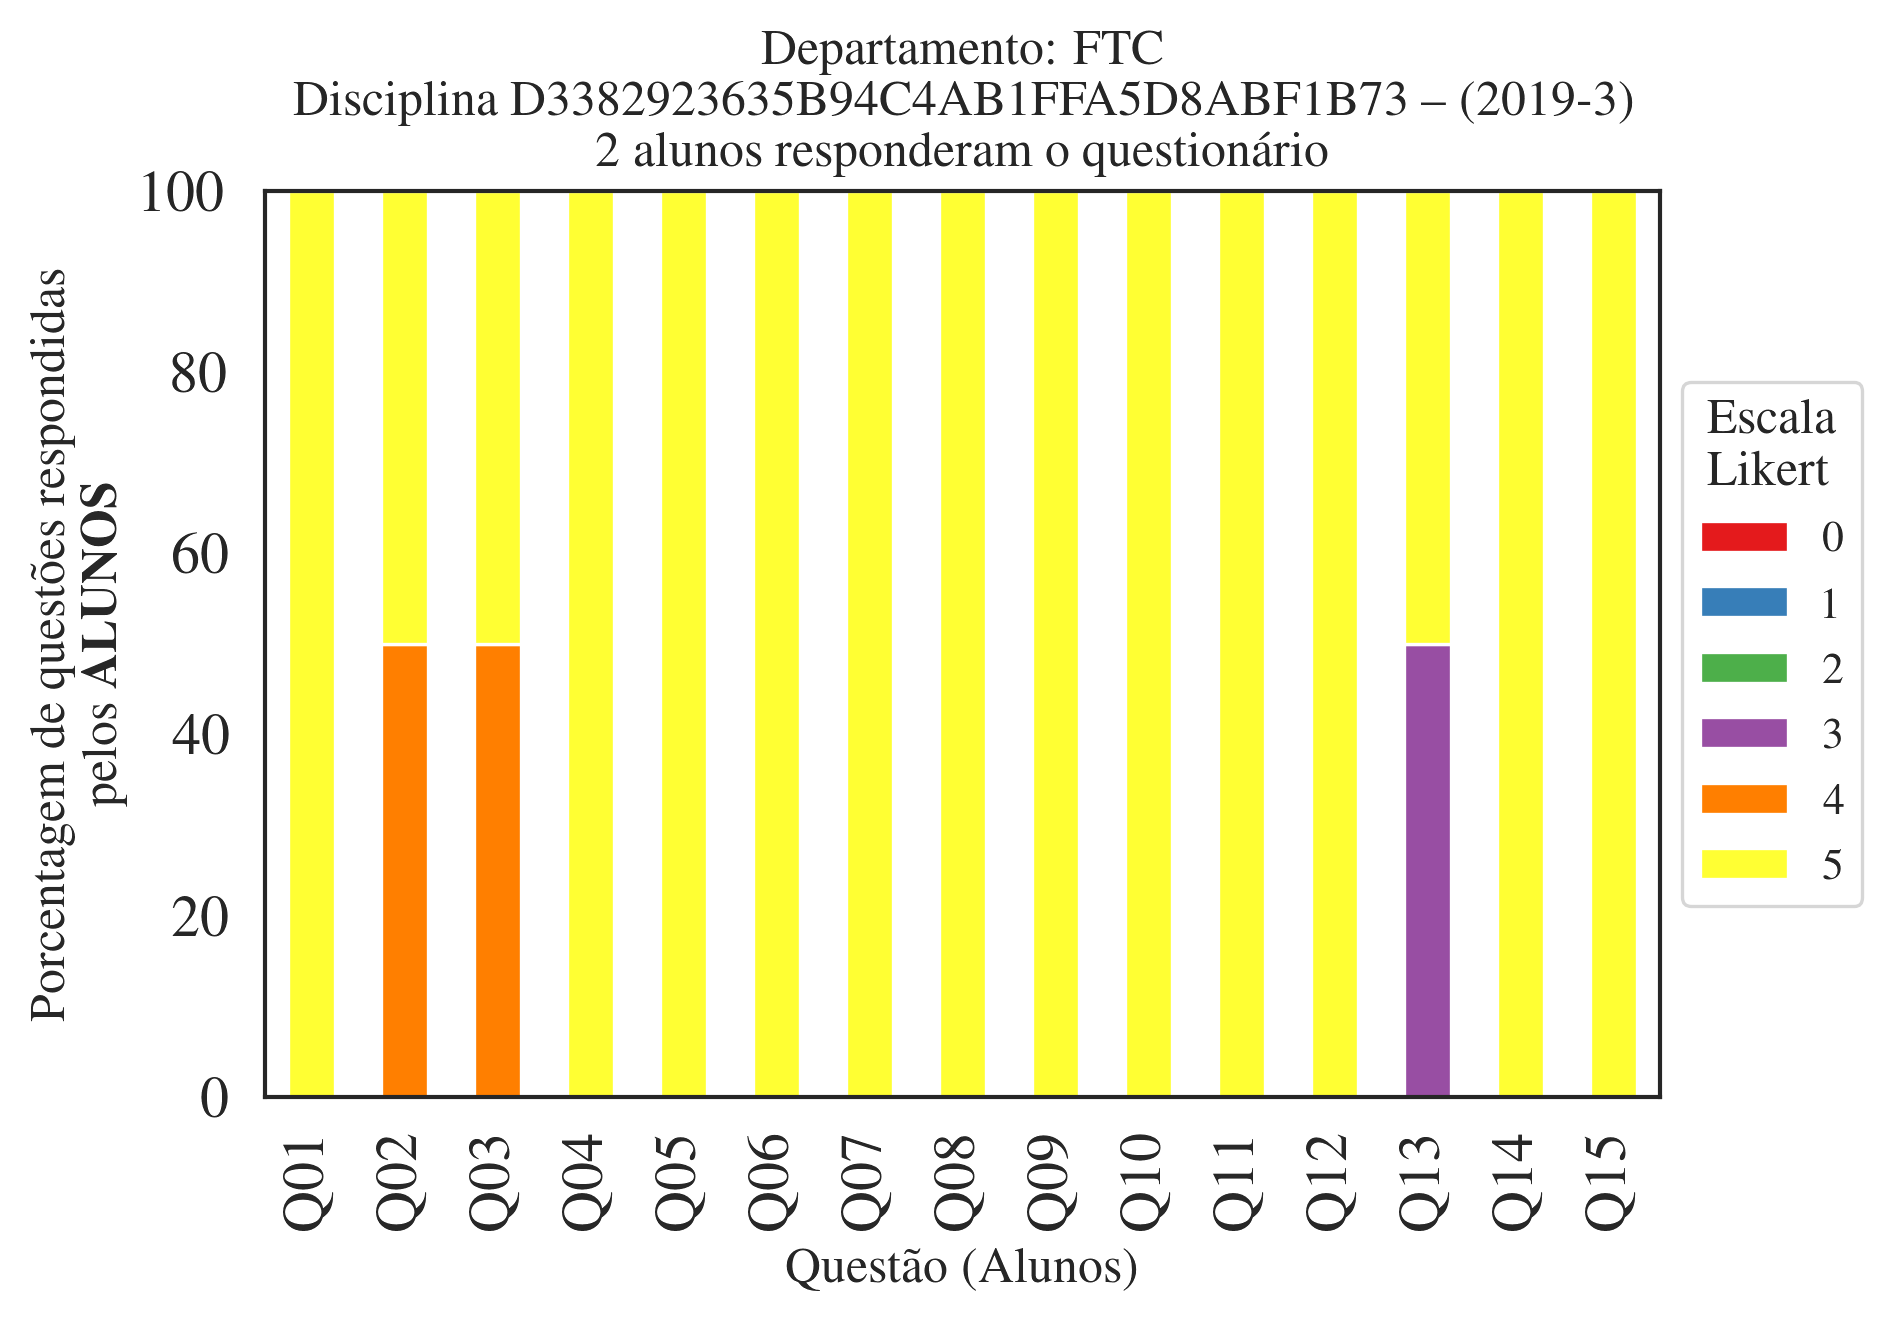 Departamento: FTC
Disciplina D3382923635B94C4AB1FFA5D8ABF1B73 – (2019-3)
2 alunos responderam o questionário
Porcentagem de questões respondidas
pelos ALUNOS
100
80
60
40
20
0
Q01
Q02
Q03
Q04
Q05
Q06
Q07
Q08
Q09
Q10
Q11
Q12
Q13
Q14
Q15
Questão (Alunos)
Escala
Likert
0
1
2
3
4
5